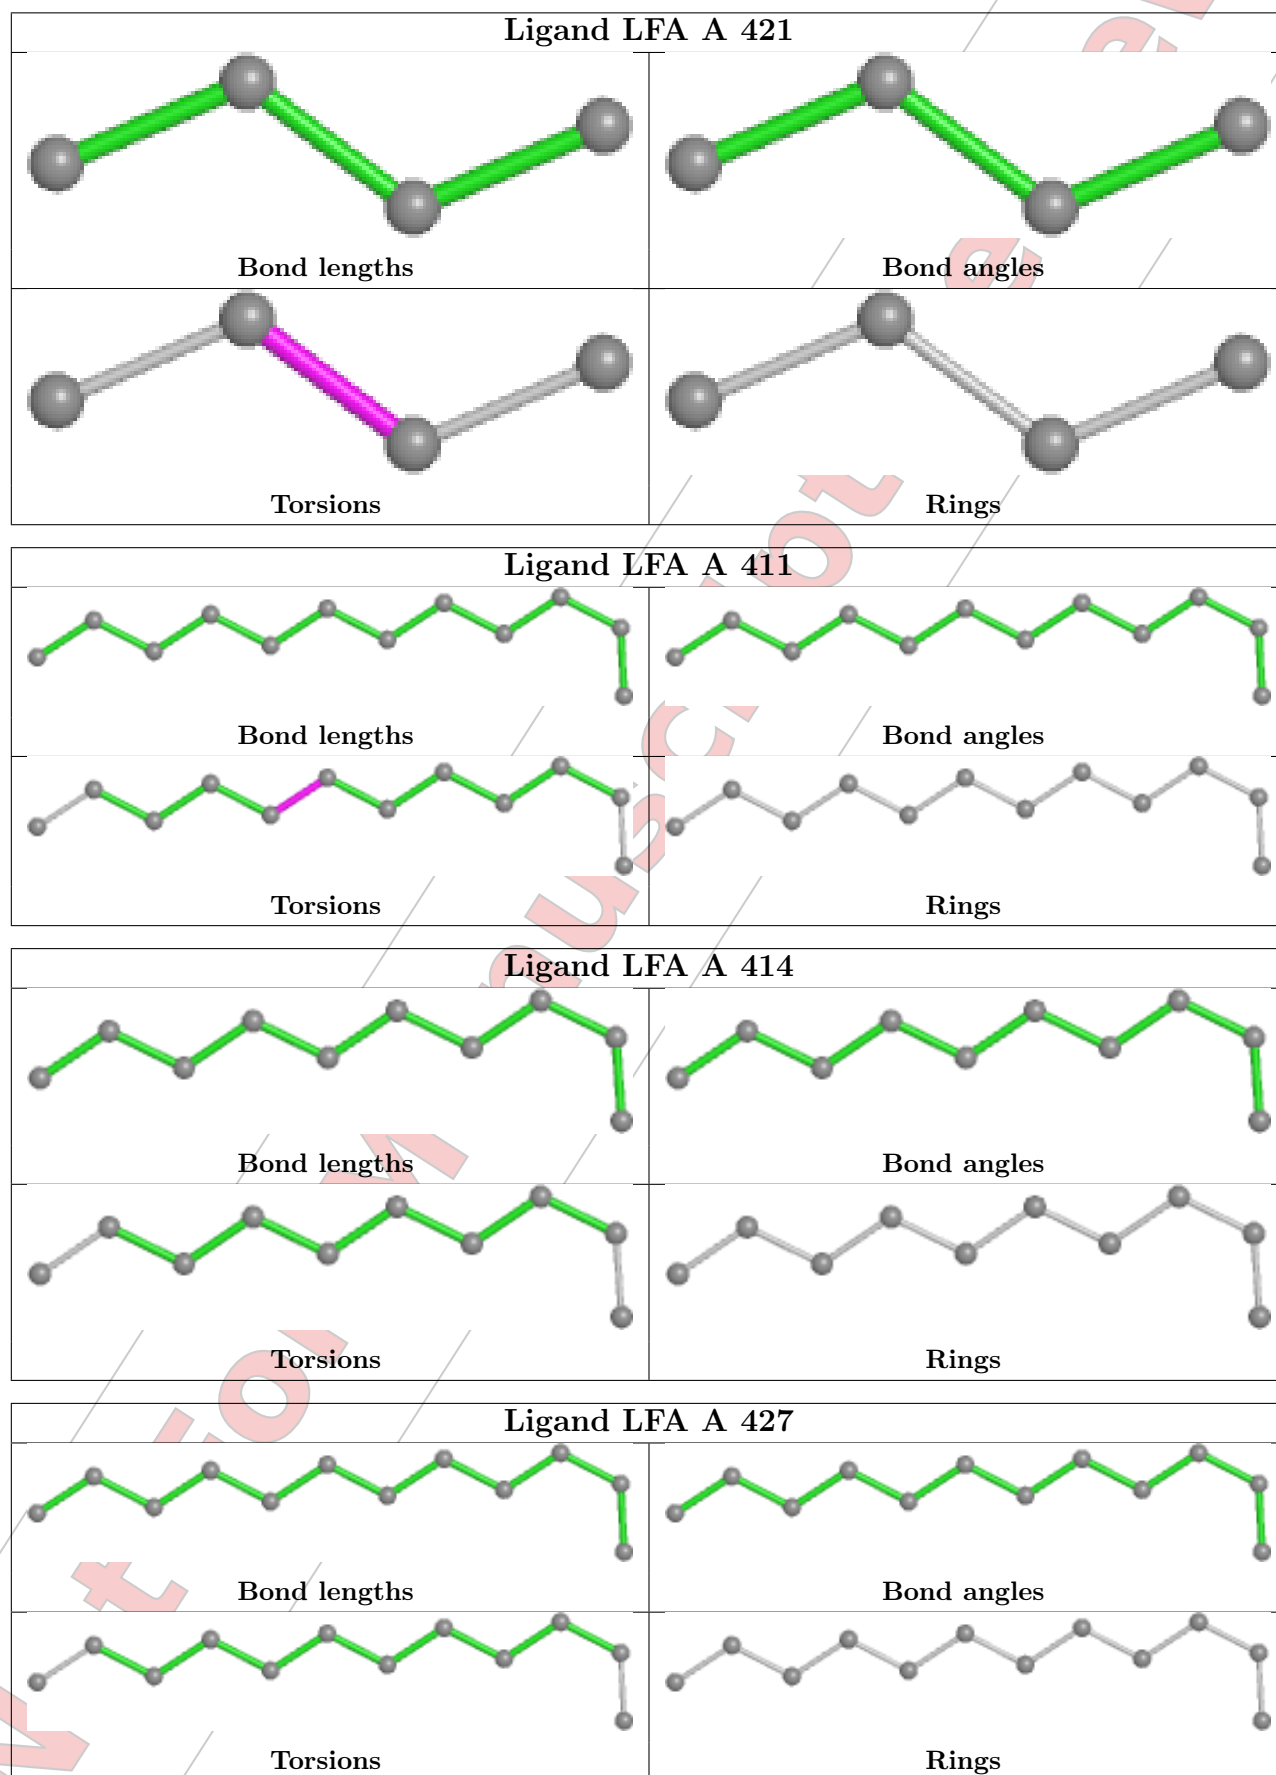 Ligand LFA A 421
Bond lengths
Bond angles
Torsions
Rings
Ligand LFA A 411
Bond lengths
Bond angles
Torsions
Rings
Ligand LFA A 414
Bond lengths
Bond angles
Torsions
Rings
Ligand LFA A 427
Bond lengths
Bond angles
Torsions
Rings